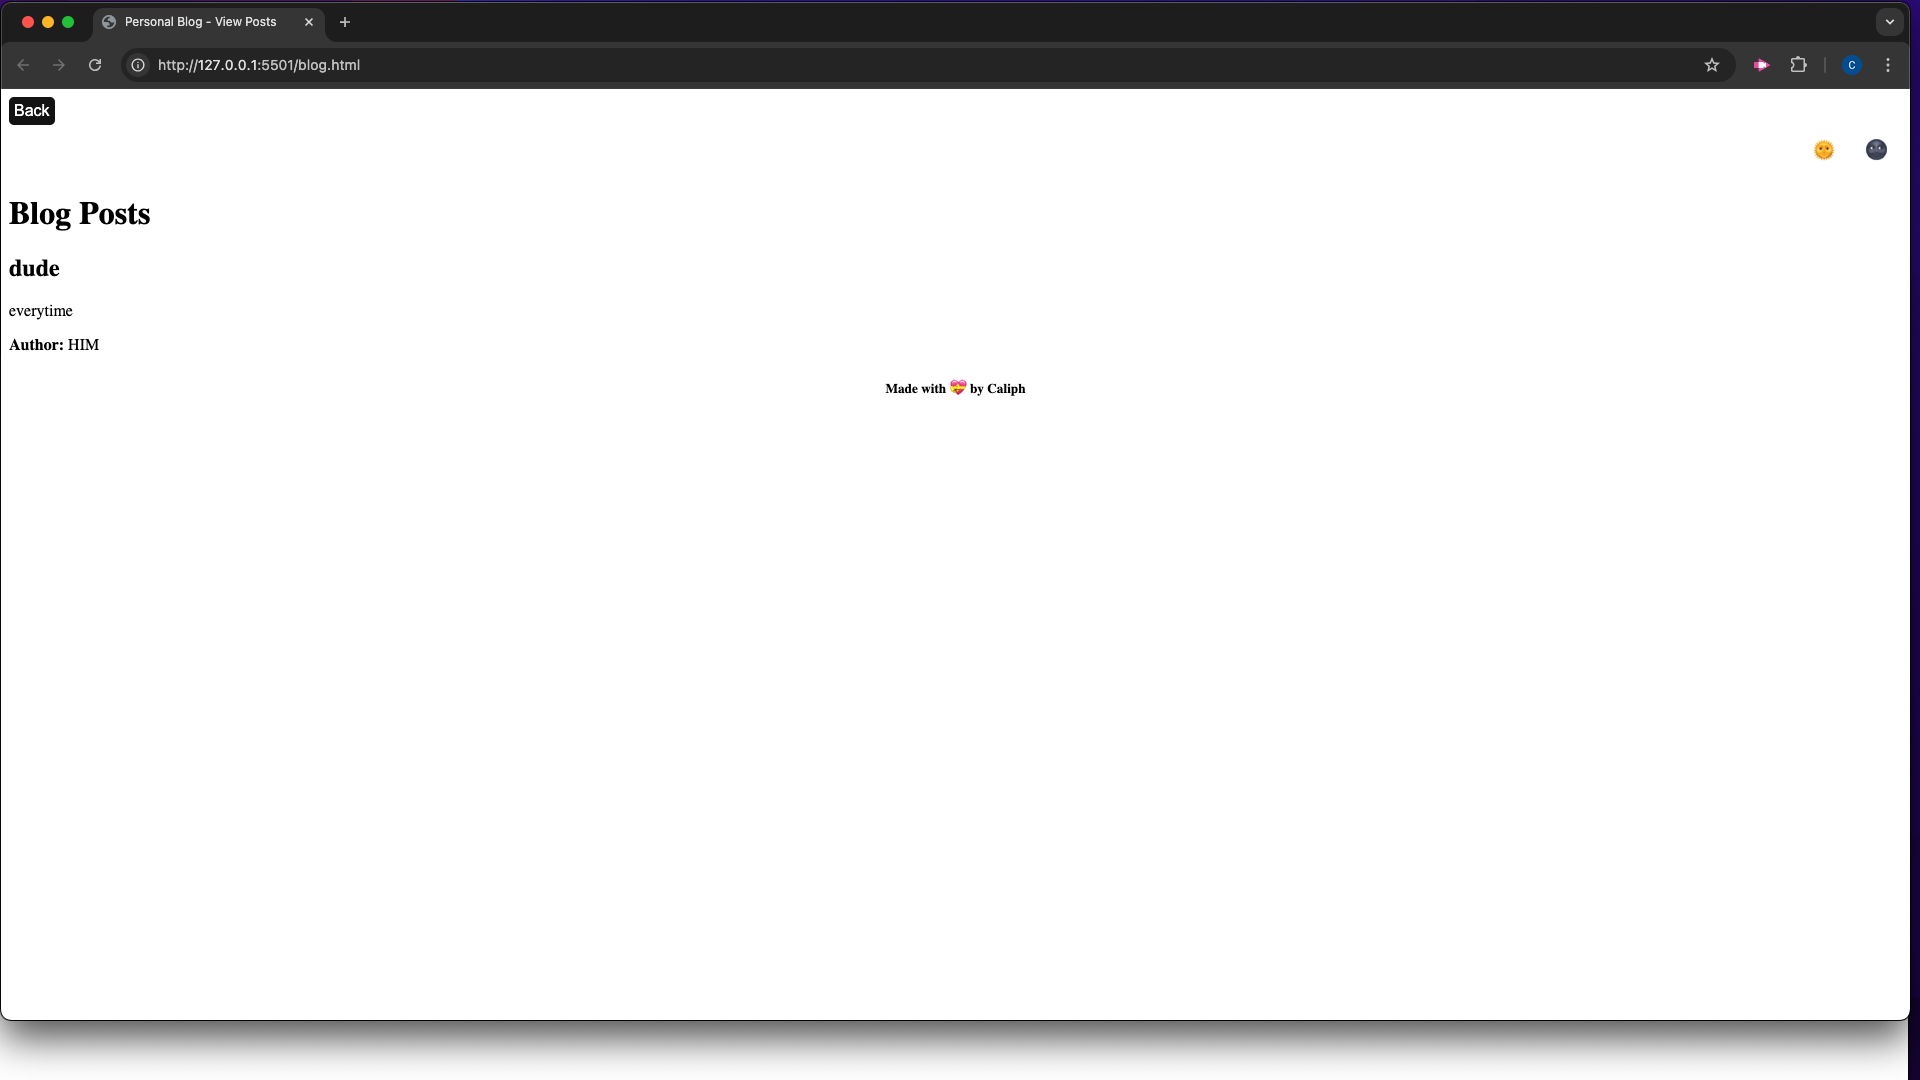 Personal Blog - View Posts
http://127.0.0.1:5501/blog.html
C
Back
Blog Posts
dude
everytime
Author: HIM
Made with 💝 by Caliph